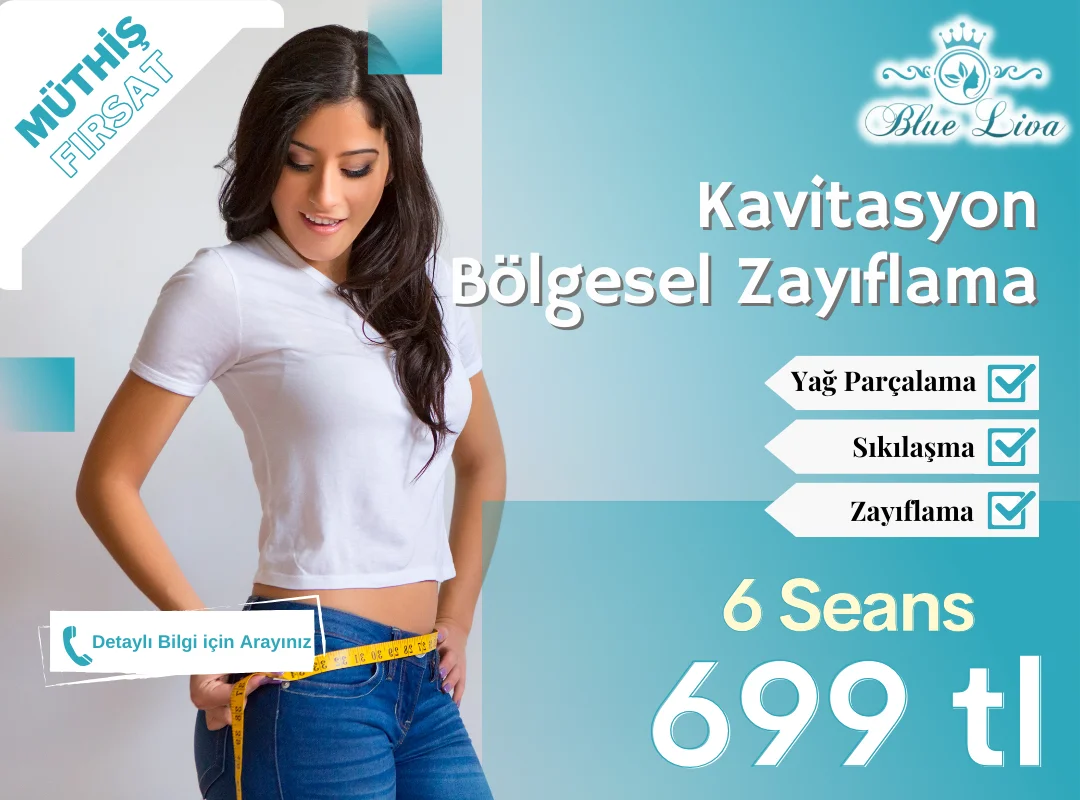 MÜTHİŞ
FIRSAT
Blue Liva
Kavitasyon
Bölgesel Zayıflama
Yağ Parçalama
Sıkılaşma
Zayıflama
6 Seans
699 tl
Detaylı Bilgi için Arayınız